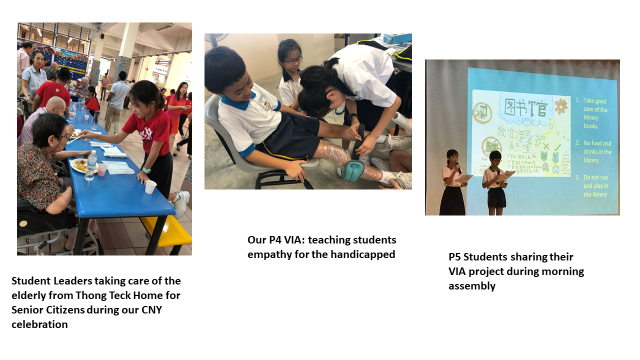 图书馆
1. Take good
care of the
library
books.
2. No food and
drinks in the
library
3. Do not run
and play in
the library
Our P4 VIA: teaching students
empathy for the handicapped
P5 Students sharing their
VIA project during morning
assembly
Student Leaders taking care of the
elderly from Thong Teck Home for
Senior Citizens during our CNY
celebration